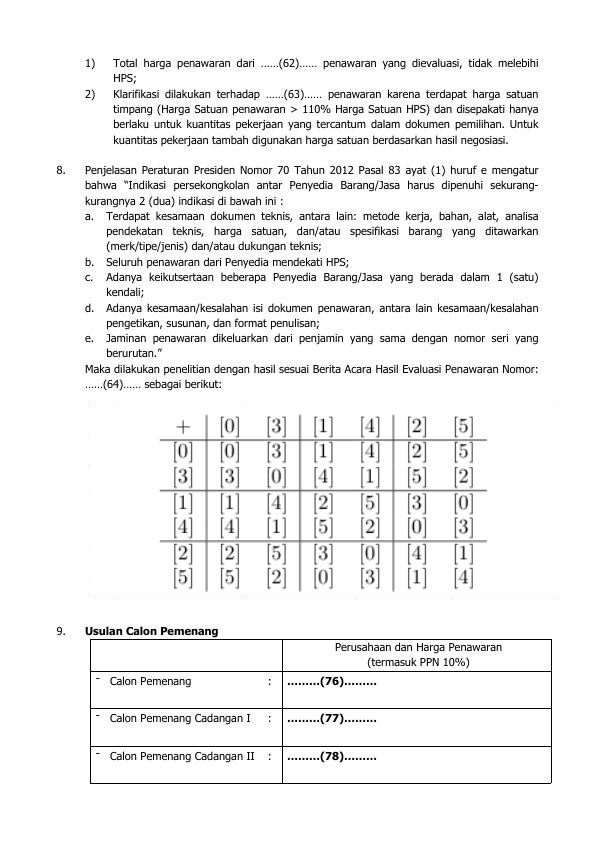 1) Total harga penawaran dari ……(62)…… penawaran yang dievaluasi, tidak melebihi
HPS;
2) Klarifikasi dilakukan terhadap ……(63)…… penawaran karena terdapat harga satuan
timpang (Harga Satuan penawaran > 110% Harga Satuan HPS) dan disepakati hanya
berlaku untuk kuantitas pekerjaan yang tercantum dalam dokumen pemilihan. Untuk
kuantitas pekerjaan tambah digunakan harga satuan berdasarkan hasil negosiasi.
8. Penjelasan Peraturan Presiden Nomor 70 Tahun 2012 Pasal 83 ayat (1) huruf e mengatur
bahwa “Indikasi persekongkolan antar Penyedia Barang/Jasa harus dipenuhi sekurang-
kurangnya 2 (dua) indikasi di bawah ini :
a. Terdapat kesamaan dokumen teknis, antara lain: metode kerja, bahan, alat, analisa
pendekatan teknis, harga satuan, dan/atau spesifikasi barang yang ditawarkan
(merk/tipe/jenis) dan/atau dukungan teknis;
b. Seluruh penawaran dari Penyedia mendekati HPS;
c. Adanya keikutsertaan beberapa Penyedia Barang/Jasa yang berada dalam 1 (satu)
kendali;
d. Adanya kesamaan/kesalahan isi dokumen penawaran, antara lain kesamaan/kesalahan
pengetikan, susunan, dan format penulisan;
e. Jaminan penawaran dikeluarkan dari penjamin yang sama dengan nomor seri yang
berurutan.”
Maka dilakukan penelitian dengan hasil sesuai Berita Acara Hasil Evaluasi Penawaran Nomor:
……(64)…… sebagai berikut:
+ [0] [3] [1] [4] [2] [5]
[0] [0] [3] [1] [4] [2] [5]
[3] [3] [0] [4] [1] [5] [2]
[1] [1] [4] [2] [5] [3] [0]
[4] [4] [1] [5] [2] [0] [3]
[2] [2] [5] [3] [0] [4] [1]
[5] [5] [2] [0] [3] [1] [4]
9. Usulan Calon Pemenang
Perusahaan dan Harga Penawaran
(termasuk PPN 10%)
- Calon Pemenang : ………(76)………
- Calon Pemenang Cadangan I : ………(77)………
- Calon Pemenang Cadangan II : ………(78)………